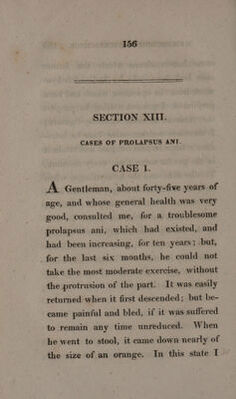 156
SECTION XIII.
CASES OF PROLAPSUS ANI.
CASE 1.
A Gentleman, about forty-five years of
age, and whose general health was very
good, consulted me, for a troublesome
prolapsus ani, which had existed, and
had been increasing, for ten years; but,
for the last six months, he could not
take the most moderate exercise, without
the protrusion of the part. It was easily
returned when it first descended; but be-
came painful and bled, if it was suffered
to remain any time unreduced. When
he went to stool, it came down nearly of
the size of an orange. In this state I